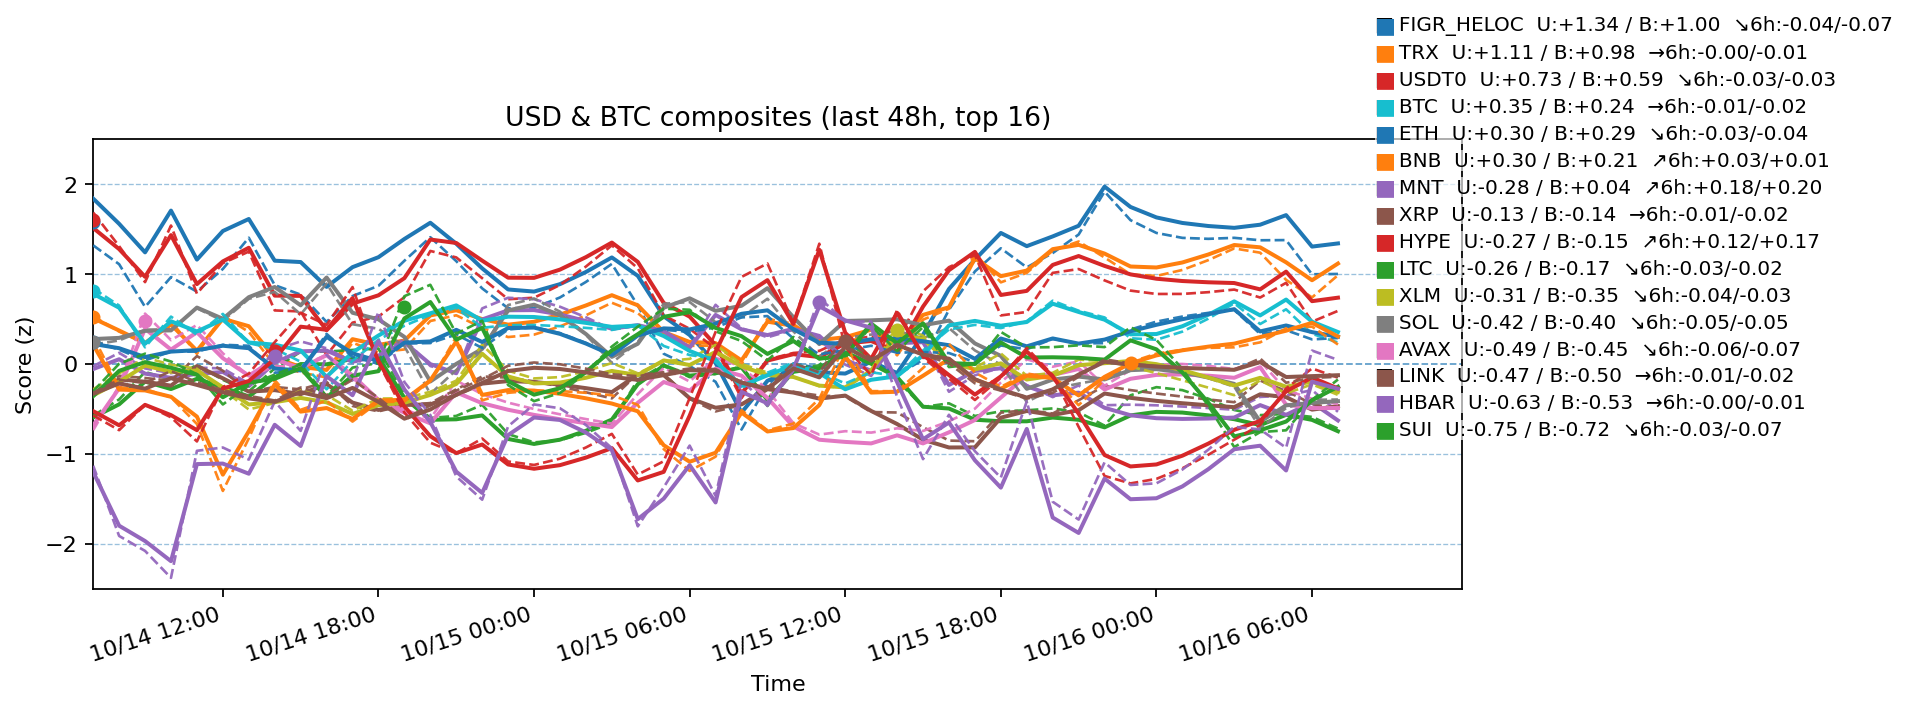 FIGR_HELOC U:+1.34 / B:+1.00 ↘6h:-0.04/-0.07
TRX U:+1.11 / B:+0.98 →6h:-0.00/-0.01
USDT0 U:+0.73 / B:+0.59 ↘6h:-0.03/-0.03
BTC U:+0.35 / B:+0.24 →6h:-0.01/-0.02
ETH U:+0.30 / B:+0.29 ↘6h:-0.03/-0.04
BNB U:+0.30 / B:+0.21 ↗6h:+0.03/+0.01
MNT U:-0.28 / B:+0.04 ↗6h:+0.18/+0.20
XRP U:-0.13 / B:-0.14 →6h:-0.01/-0.02
HYPE U:-0.27 / B:-0.15 ↗6h:+0.12/+0.17
LTC U:-0.26 / B:-0.17 ↘6h:-0.03/-0.02
XLM U:-0.31 / B:-0.35 ↘6h:-0.04/-0.03
SOL U:-0.42 / B:-0.40 ↘6h:-0.05/-0.05
AVAX U:-0.49 / B:-0.45 ↘6h:-0.06/-0.07
LINK U:-0.47 / B:-0.50 →6h:-0.01/-0.02
HBAR U:-0.63 / B:-0.53 →6h:-0.00/-0.01
SUI U:-0.75 / B:-0.72 ↘6h:-0.03/-0.07
USD & BTC composites (last 48h, top 16)
Score (z)
2
1
0
−1
−2
10/14 12:00
10/14 18:00
10/15 00:00
10/15 06:00
10/15 12:00
10/15 18:00
10/16 00:00
10/16 06:00
Time